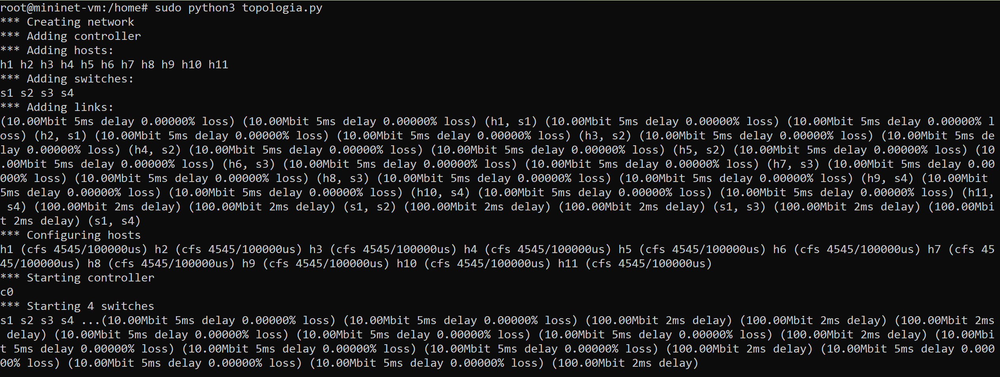 root@mininet-vm:/home# sudo python3 topologia.py
*** Creating network
*** Adding controller
*** Adding hosts:
h1 h2 h3 h4 h5 h6 h7 h8 h9 h10 h11
*** Adding switches:
s1 s2 s3 s4
*** Adding links:
(10.00Mbit 5ms delay 0.00000% loss) (10.00Mbit 5ms delay 0.00000% loss) (h1, s1) (10.00Mbit 5ms delay 0.00000% loss) (10.00Mbit 5ms delay 0.00000% l
oss) (h2, s1) (10.00Mbit 5ms delay 0.00000% loss) (10.00Mbit 5ms delay 0.00000% loss) (h3, s2) (10.00Mbit 5ms delay 0.00000% loss) (10.00Mbit 5ms de
lay 0.00000% loss) (h4, s2) (10.00Mbit 5ms delay 0.00000% loss) (10.00Mbit 5ms delay 0.00000% loss) (h5, s2) (10.00Mbit 5ms delay 0.00000% loss) (10
.00Mbit 5ms delay 0.00000% loss) (h6, s3) (10.00Mbit 5ms delay 0.00000% loss) (10.00Mbit 5ms delay 0.00000% loss) (h7, s3) (10.00Mbit 5ms delay 0.00
000% loss) (10.00Mbit 5ms delay 0.00000% loss) (h8, s3) (10.00Mbit 5ms delay 0.00000% loss) (10.00Mbit 5ms delay 0.00000% loss) (h9, s4) (10.00Mbit
5ms delay 0.00000% loss) (10.00Mbit 5ms delay 0.00000% loss) (h10, s4) (10.00Mbit 5ms delay 0.00000% loss) (10.00Mbit 5ms delay 0.00000% loss) (h11,
 s4) (100.00Mbit 2ms delay) (100.00Mbit 2ms delay) (s1, s2) (100.00Mbit 2ms delay) (100.00Mbit 2ms delay) (s1, s3) (100.00Mbit 2ms delay) (100.00Mbi
t 2ms delay) (s1, s4)
*** Configuring hosts
h1 (cfs 4545/100000us) h2 (cfs 4545/100000us) h3 (cfs 4545/100000us) h4 (cfs 4545/100000us) h5 (cfs 4545/100000us) h6 (cfs 4545/100000us) h7 (cfs 45
45/100000us) h8 (cfs 4545/100000us) h9 (cfs 4545/100000us) h10 (cfs 4545/100000us) h11 (cfs 4545/100000us)
*** Starting controller
c0
*** Starting 4 switches
s1 s2 s3 s4 ...(10.00Mbit 5ms delay 0.00000% loss) (10.00Mbit 5ms delay 0.00000% loss) (100.00Mbit 2ms delay) (100.00Mbit 2ms delay) (100.00Mbit 2ms
 delay) (10.00Mbit 5ms delay 0.00000% loss) (10.00Mbit 5ms delay 0.00000% loss) (10.00Mbit 5ms delay 0.00000% loss) (100.00Mbit 2ms delay) (10.00Mbi
t 5ms delay 0.00000% loss) (10.00Mbit 5ms delay 0.00000% loss) (10.00Mbit 5ms delay 0.00000% loss) (100.00Mbit 2ms delay) (10.00Mbit 5ms delay 0.000
00% loss) (10.00Mbit 5ms delay 0.00000% loss) (10.00Mbit 5ms delay 0.00000% loss) (100.00Mbit 2ms delay)